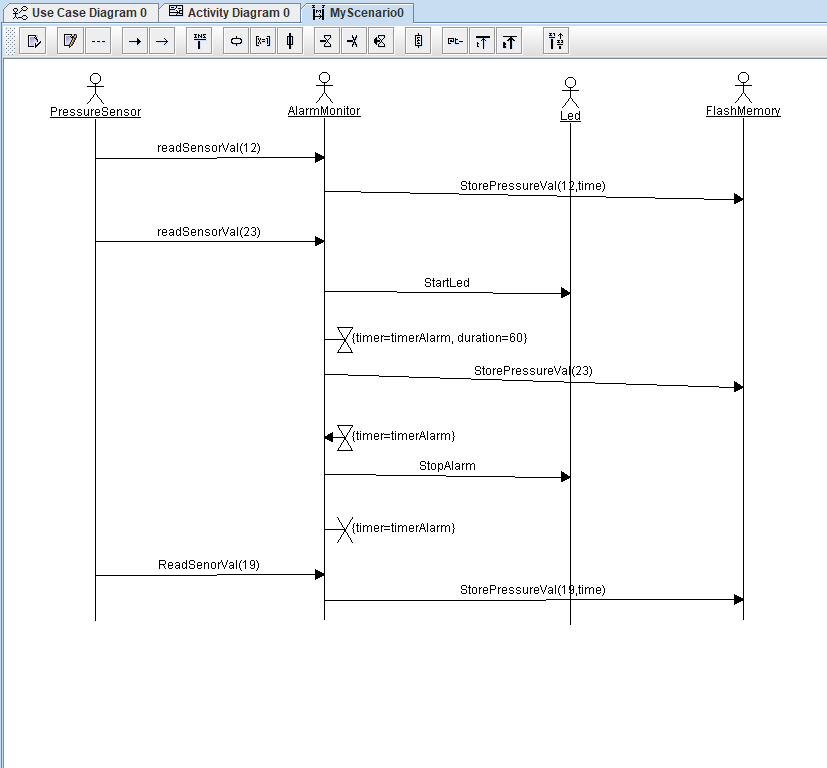 Use Case Diagram 0
Activity Diagram 0
MyScenario0
PressureSensor
AlarmMonitor
Led
FlashMemory
readSensorVal(12)
StorePressureVal(12,time)
readSensorVal(23)
StartLed
{timer=timerAlarm, duration=60}
StorePressureVal(23)
{timer=timerAlarm}
StopAlarm
{timer=timerAlarm}
ReadSenorVal(19)
StorePressureVal(19,time)